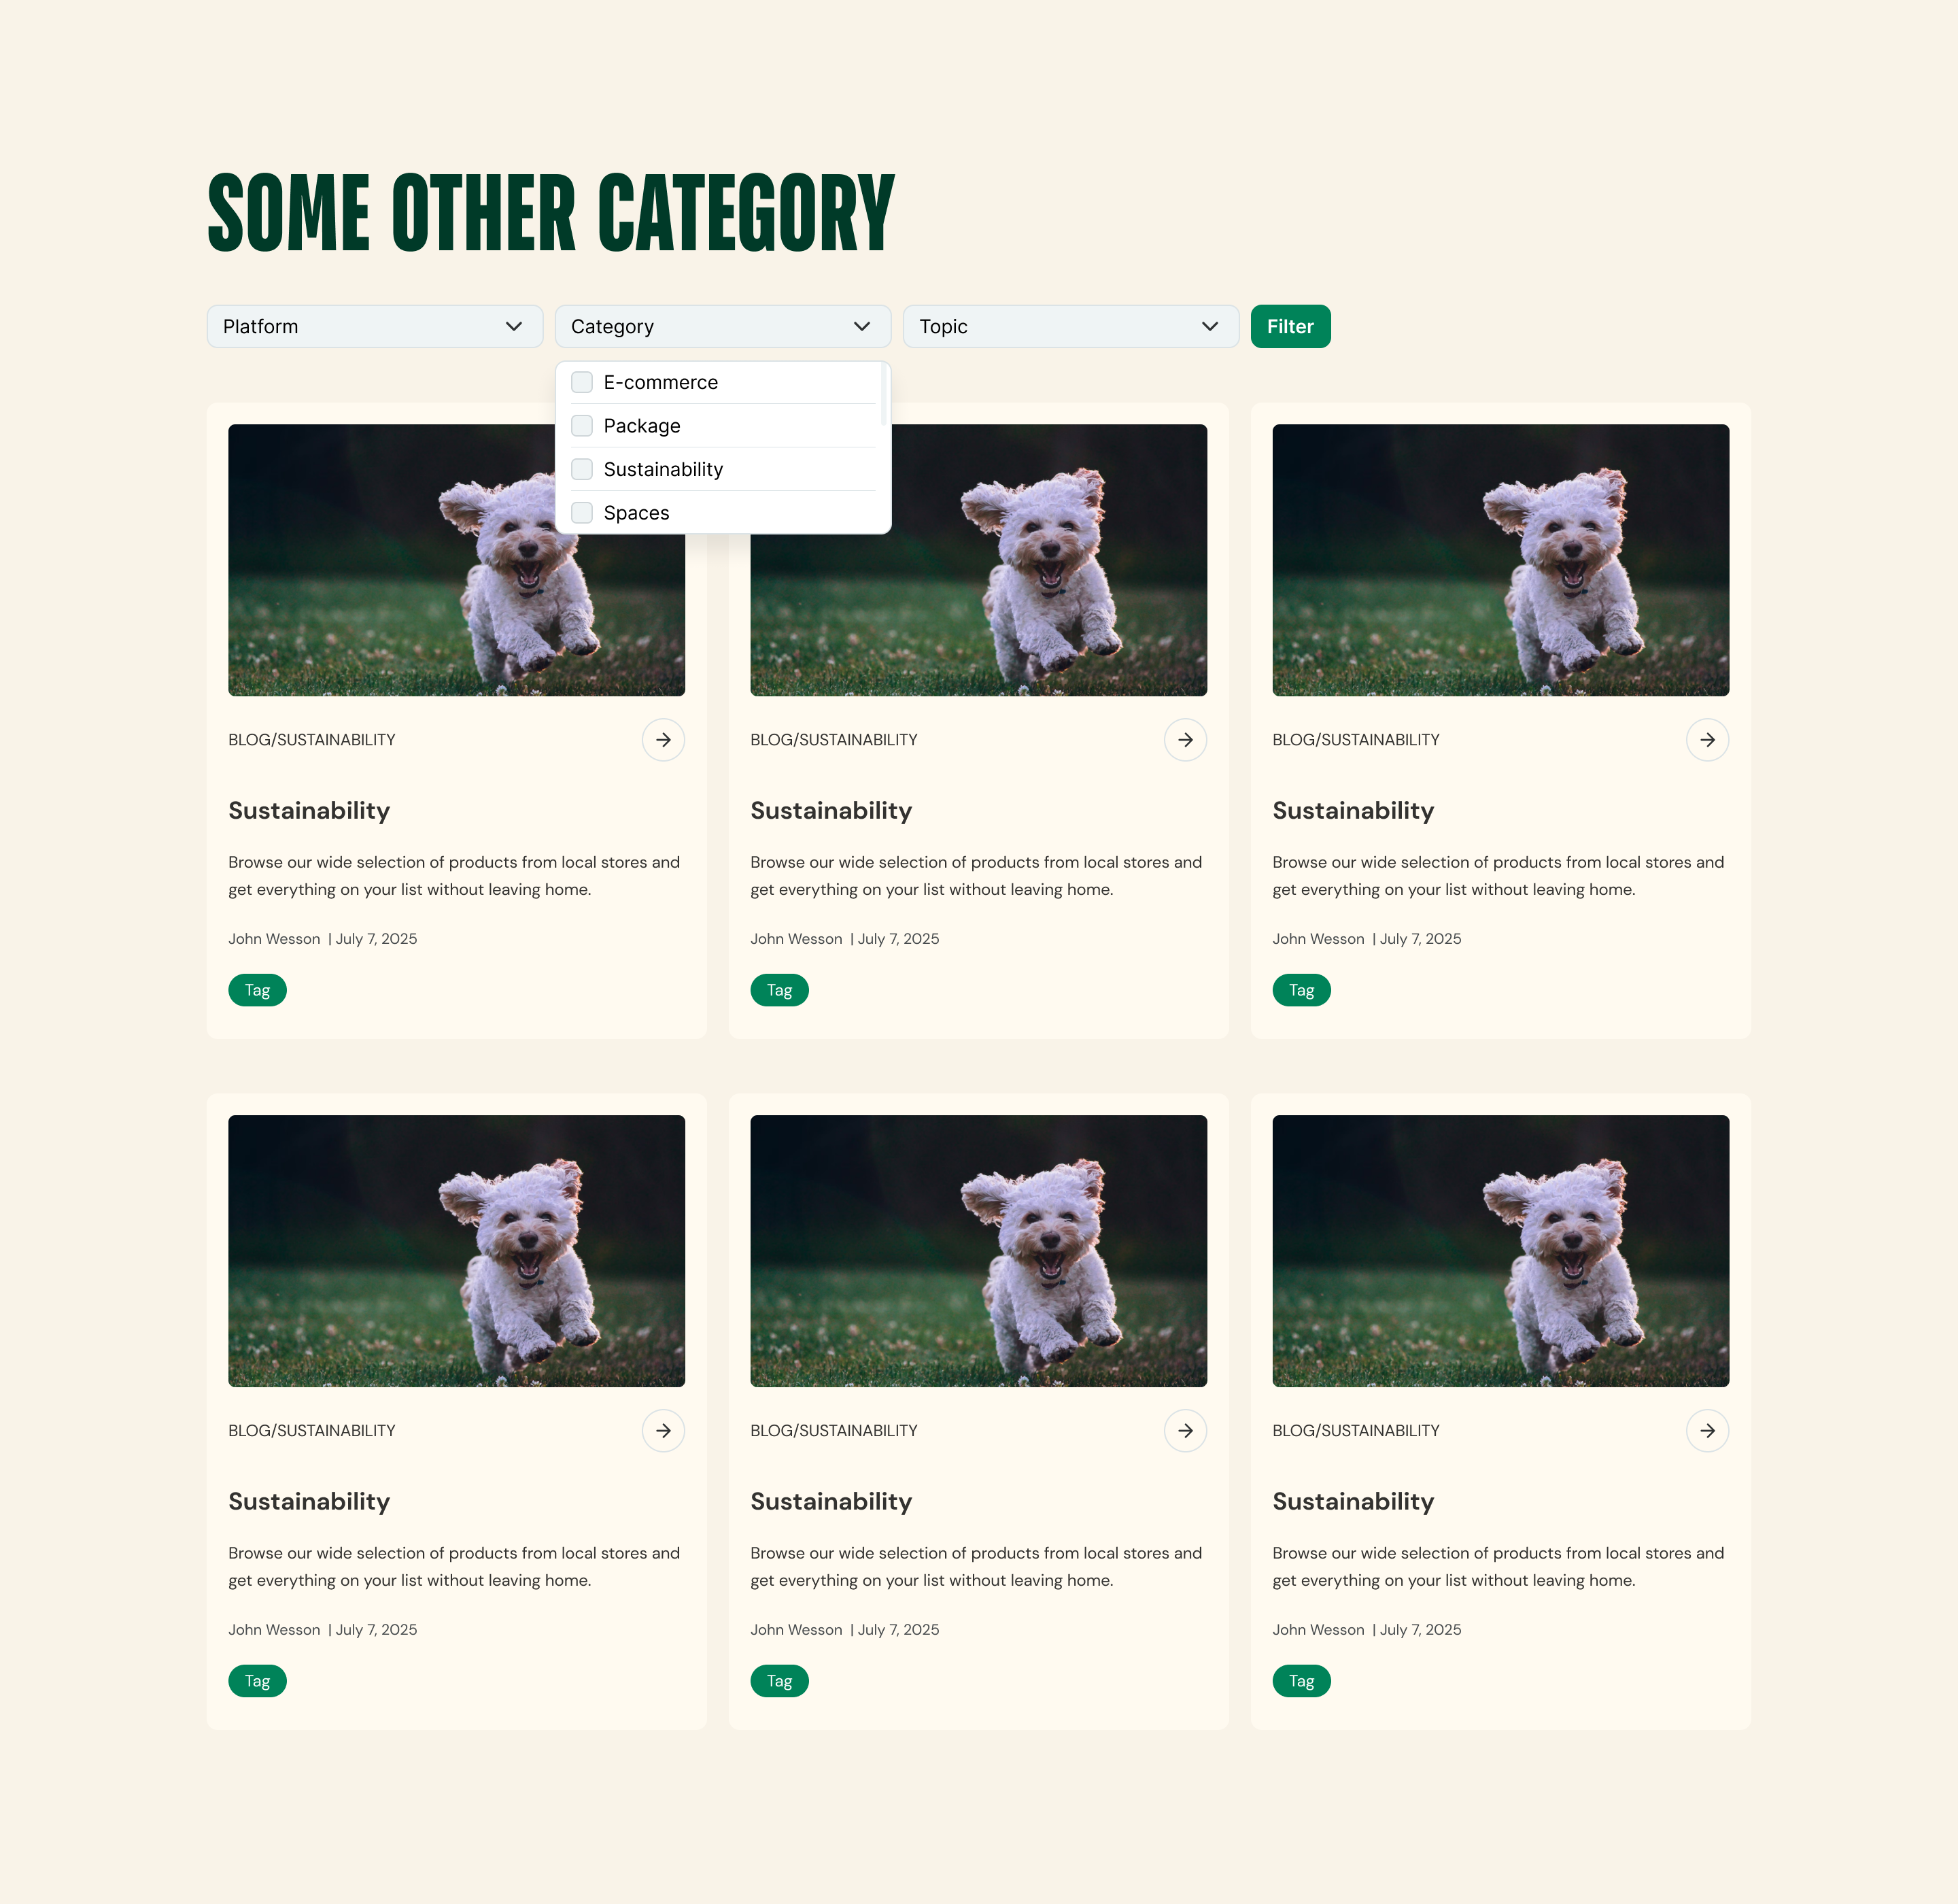 SOME OTHER CATEGORY
Platform
Category
Topic
Filter
E-commerce
Package
Sustainability
Spaces
BLOG/SUSTAINABILITY
Sustainability
Browse our wide selection of products from local stores and
get everything on your list without leaving home.
John Wesson | July 7, 2025
Tag
BLOG/SUSTAINABILITY
Sustainability
Browse our wide selection of products from local stores and
get everything on your list without leaving home.
John Wesson | July 7, 2025
Tag
BLOG/SUSTAINABILITY
Sustainability
Browse our wide selection of products from local stores and
get everything on your list without leaving home.
John Wesson | July 7, 2025
Tag
BLOG/SUSTAINABILITY
Sustainability
Browse our wide selection of products from local stores and
get everything on your list without leaving home.
John Wesson | July 7, 2025
Tag
BLOG/SUSTAINABILITY
Sustainability
Browse our wide selection of products from local stores and
get everything on your list without leaving home.
John Wesson | July 7, 2025
Tag
BLOG/SUSTAINABILITY
Sustainability
Browse our wide selection of products from local stores and
get everything on your list without leaving home.
John Wesson | July 7, 2025
Tag